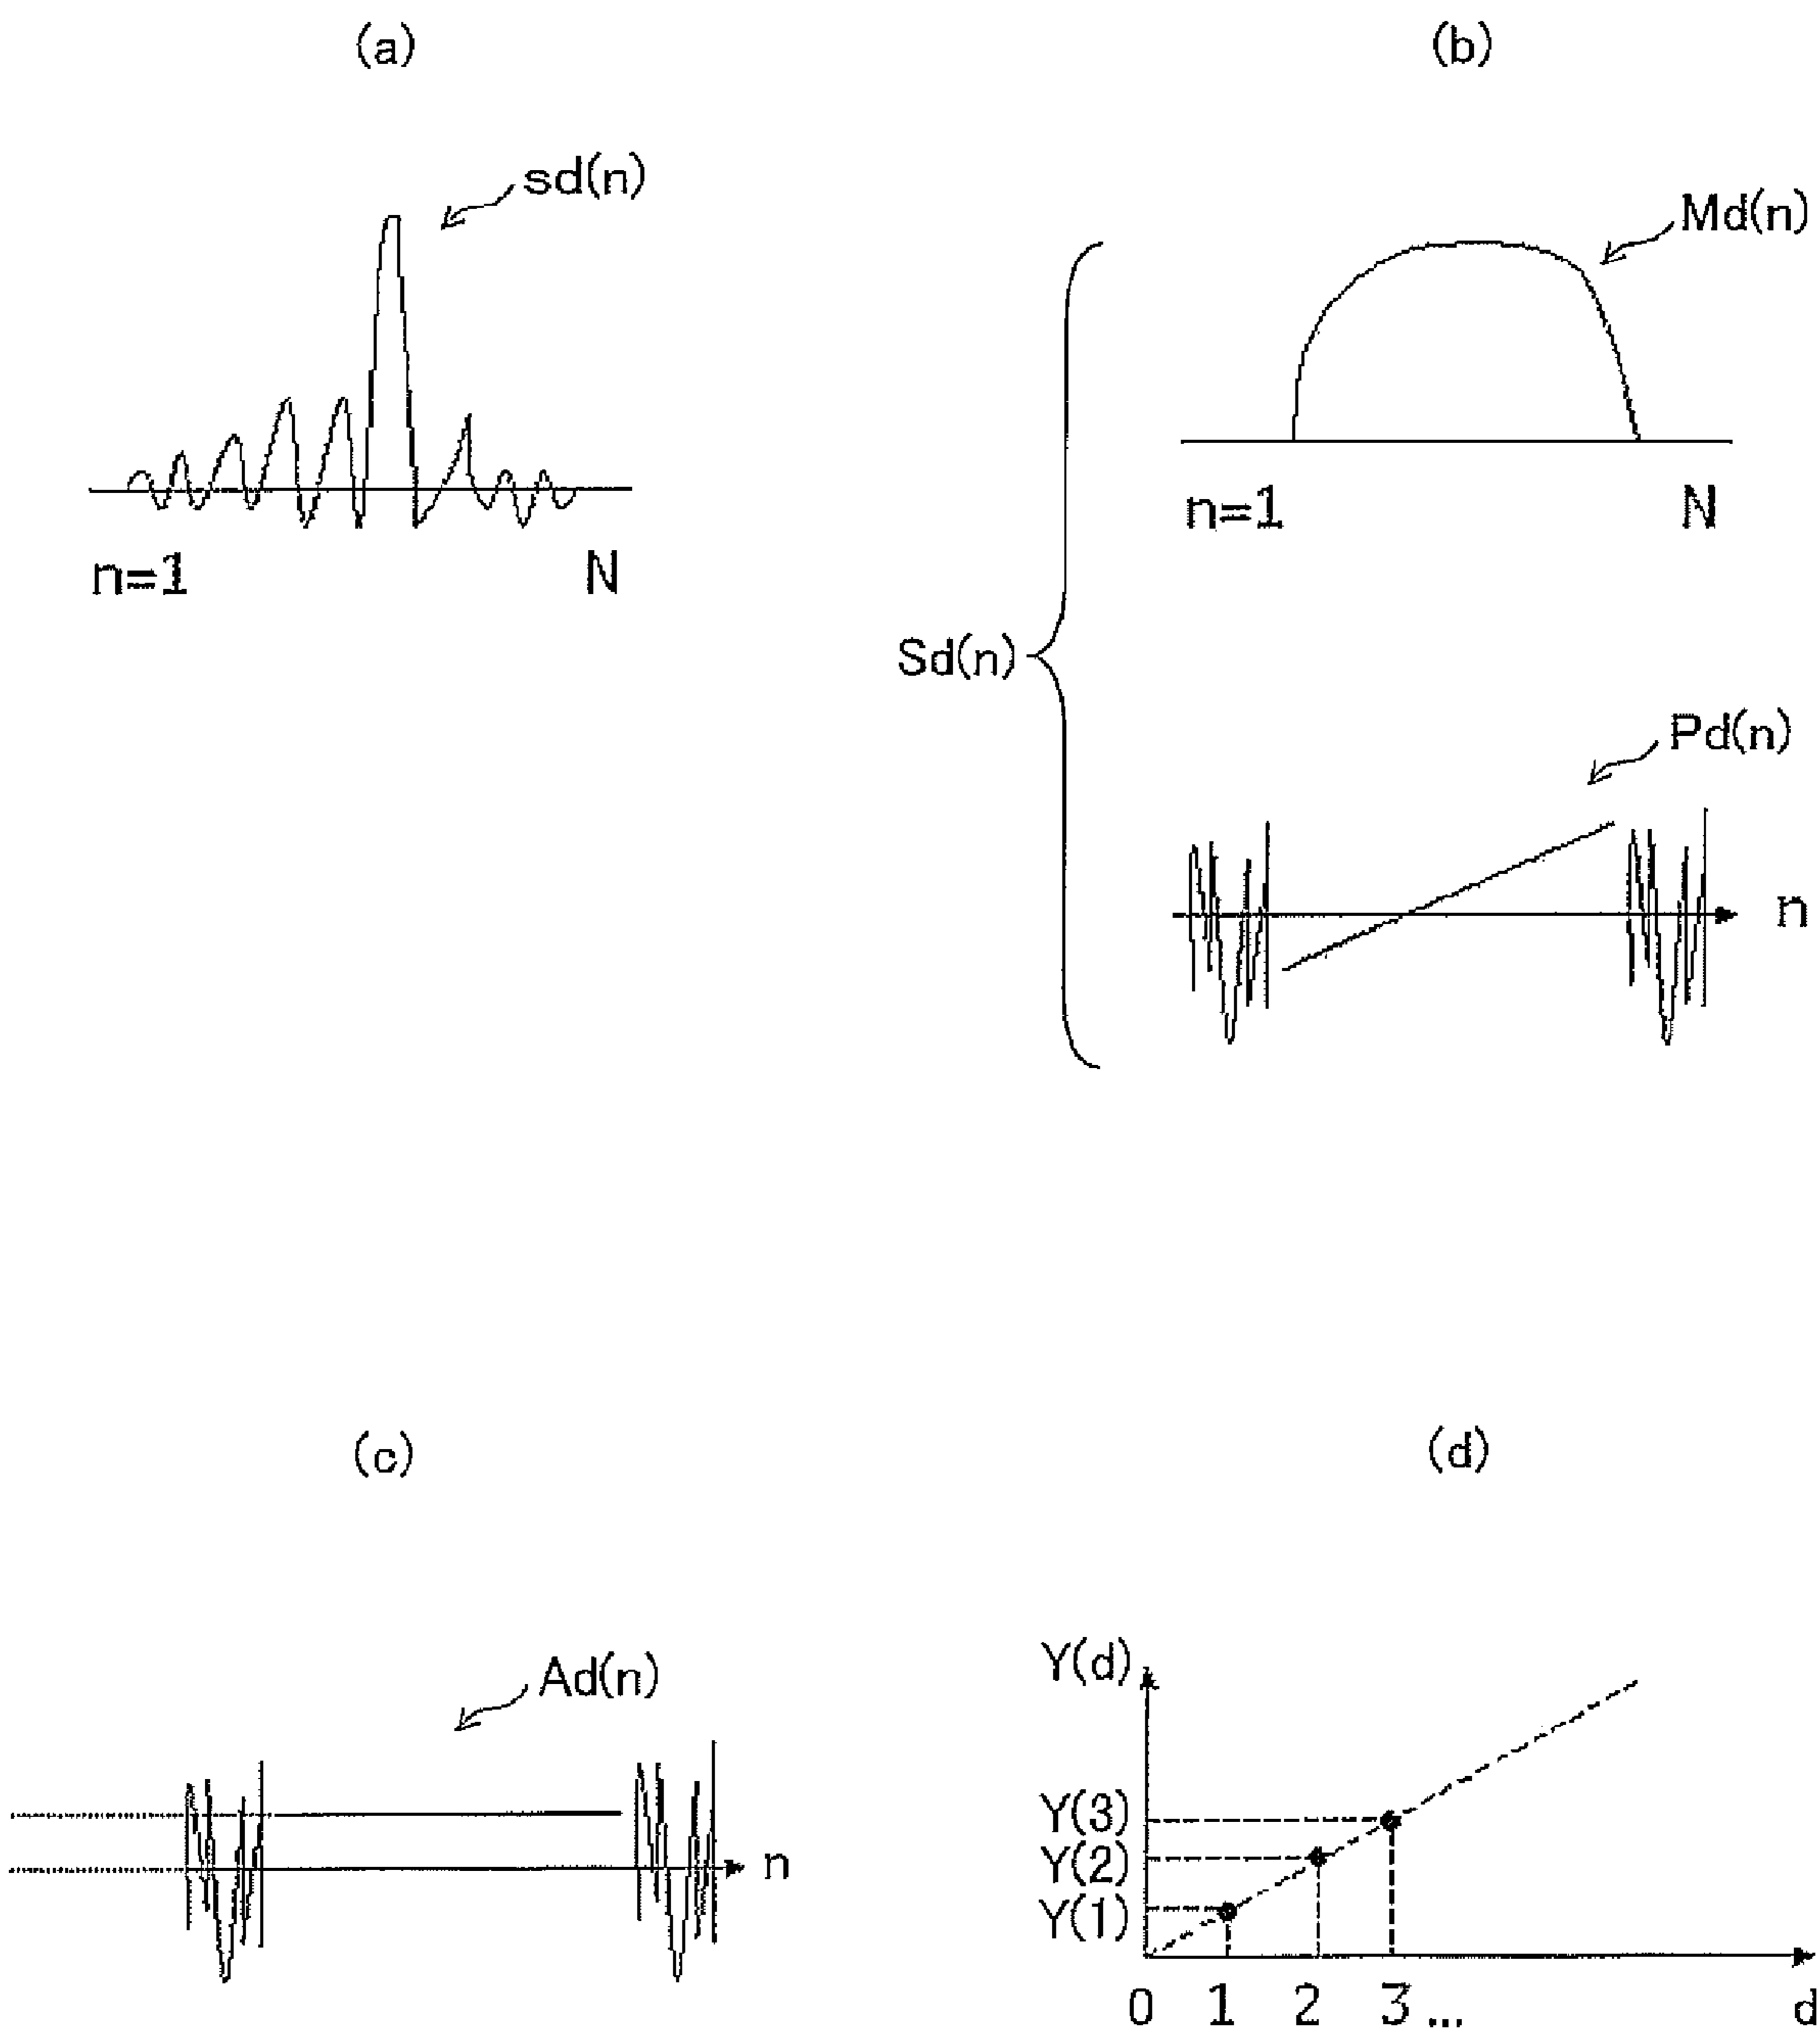 (a)
sd(n)
n=1 N
(b)
Md(n)
n=1 N
Sd(n)
Pd(n)
n
(c)
Ad(n)
n
(d)
Y(d)
Y(3)
Y(2)
Y(1)
0 1 2 3 ... d